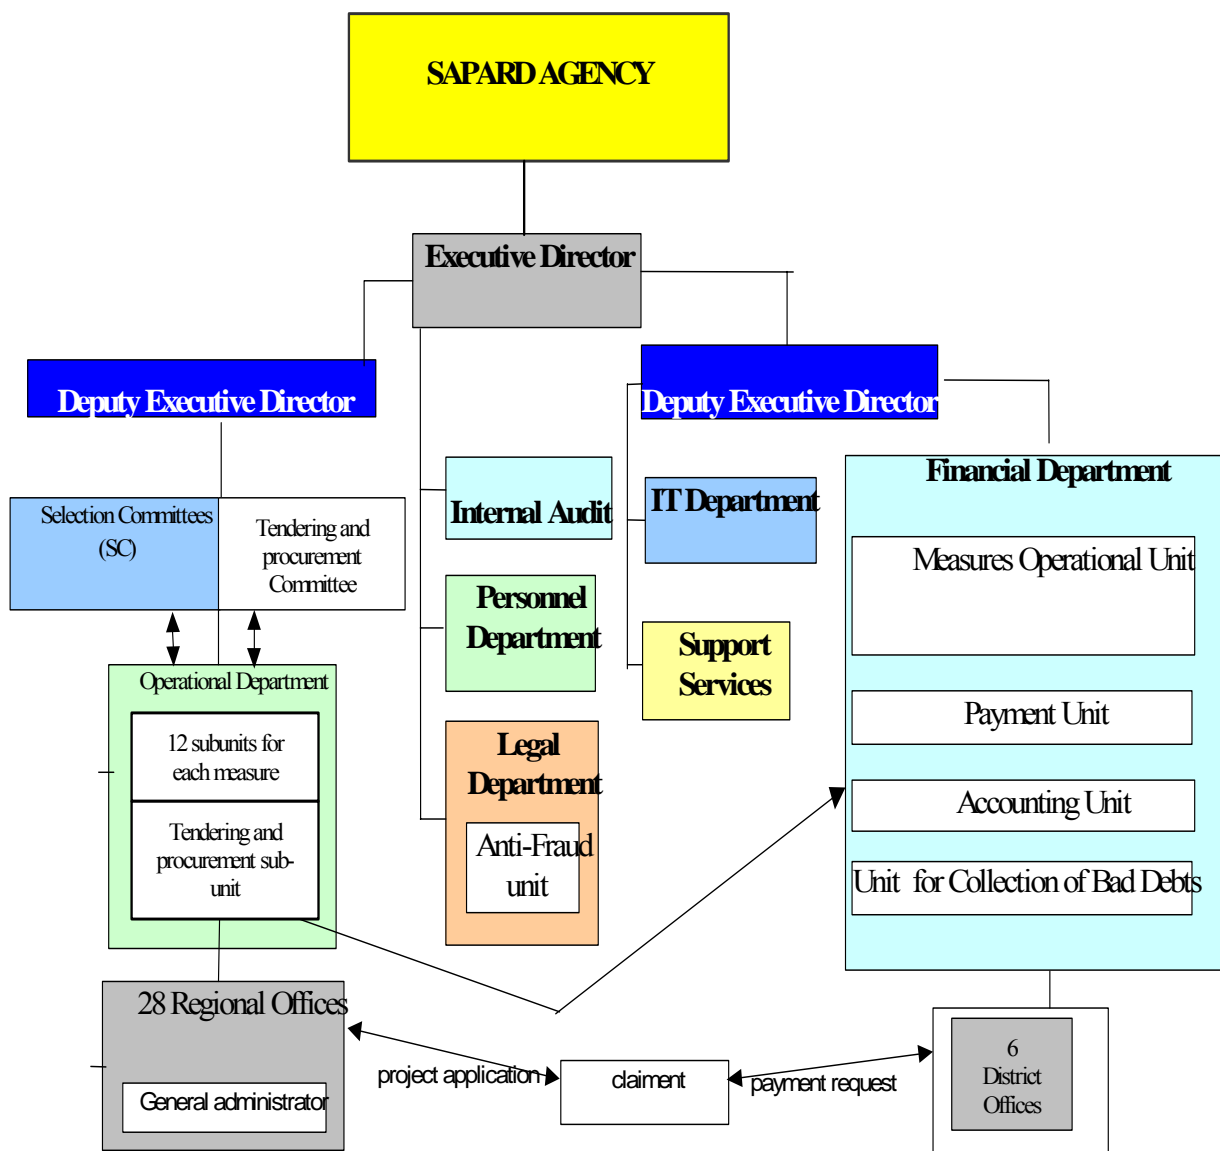 SAPARD AGENCY
Executive Director
Deputy Executive Director
Deputy Executive Director
Selection Committees
(SC)
Tendering and
procurement
Committee
Internal Audit
IT Department
Financial Department
Measures Operational Unit
Personnel
Department
Support
Services
Operational Department
12 subunits for
each measure
Tendering and
procurement sub-
unit
Legal
Department
Anti-Fraud
unit
Payment Unit
Accounting Unit
Unit for Collection of Bad Debts
28 Regional Offices
General administrator
project application
claiment
payment request
6
District
Offices